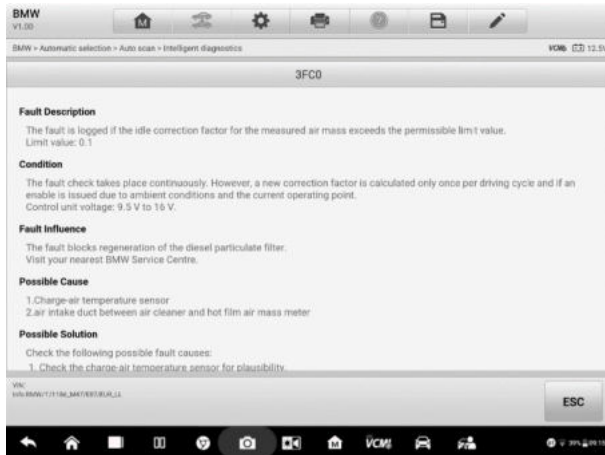 BMW
V1.00
BMW > Automatic selection > Auto scan > Intelligent diagnostics
VCMI 12.5V
3FC0
Fault Description
The fault is logged if the idle correction factor for the measured air mass exceeds the permissible limit value.
Limit value: 0.1
Condition
The fault check takes place continuously. However, a new correction factor is calculated only once per driving cycle and if an
enable is issued due to ambient conditions and the current operating point.
Control unit voltage: 9.5 V to 16 V.
Fault Influence
The fault blocks regeneration of the diesel particulate filter.
Visit your nearest BMW Service Centre.
Possible Cause
1.Charge-air temperature sensor
2.air intake duct between air cleaner and hot film air mass meter
Possible Solution
Check the following possible fault causes:
1. Check the charge-air temperature sensor for plausibility.
VIN:
ESC
VCMI
39% 09:15